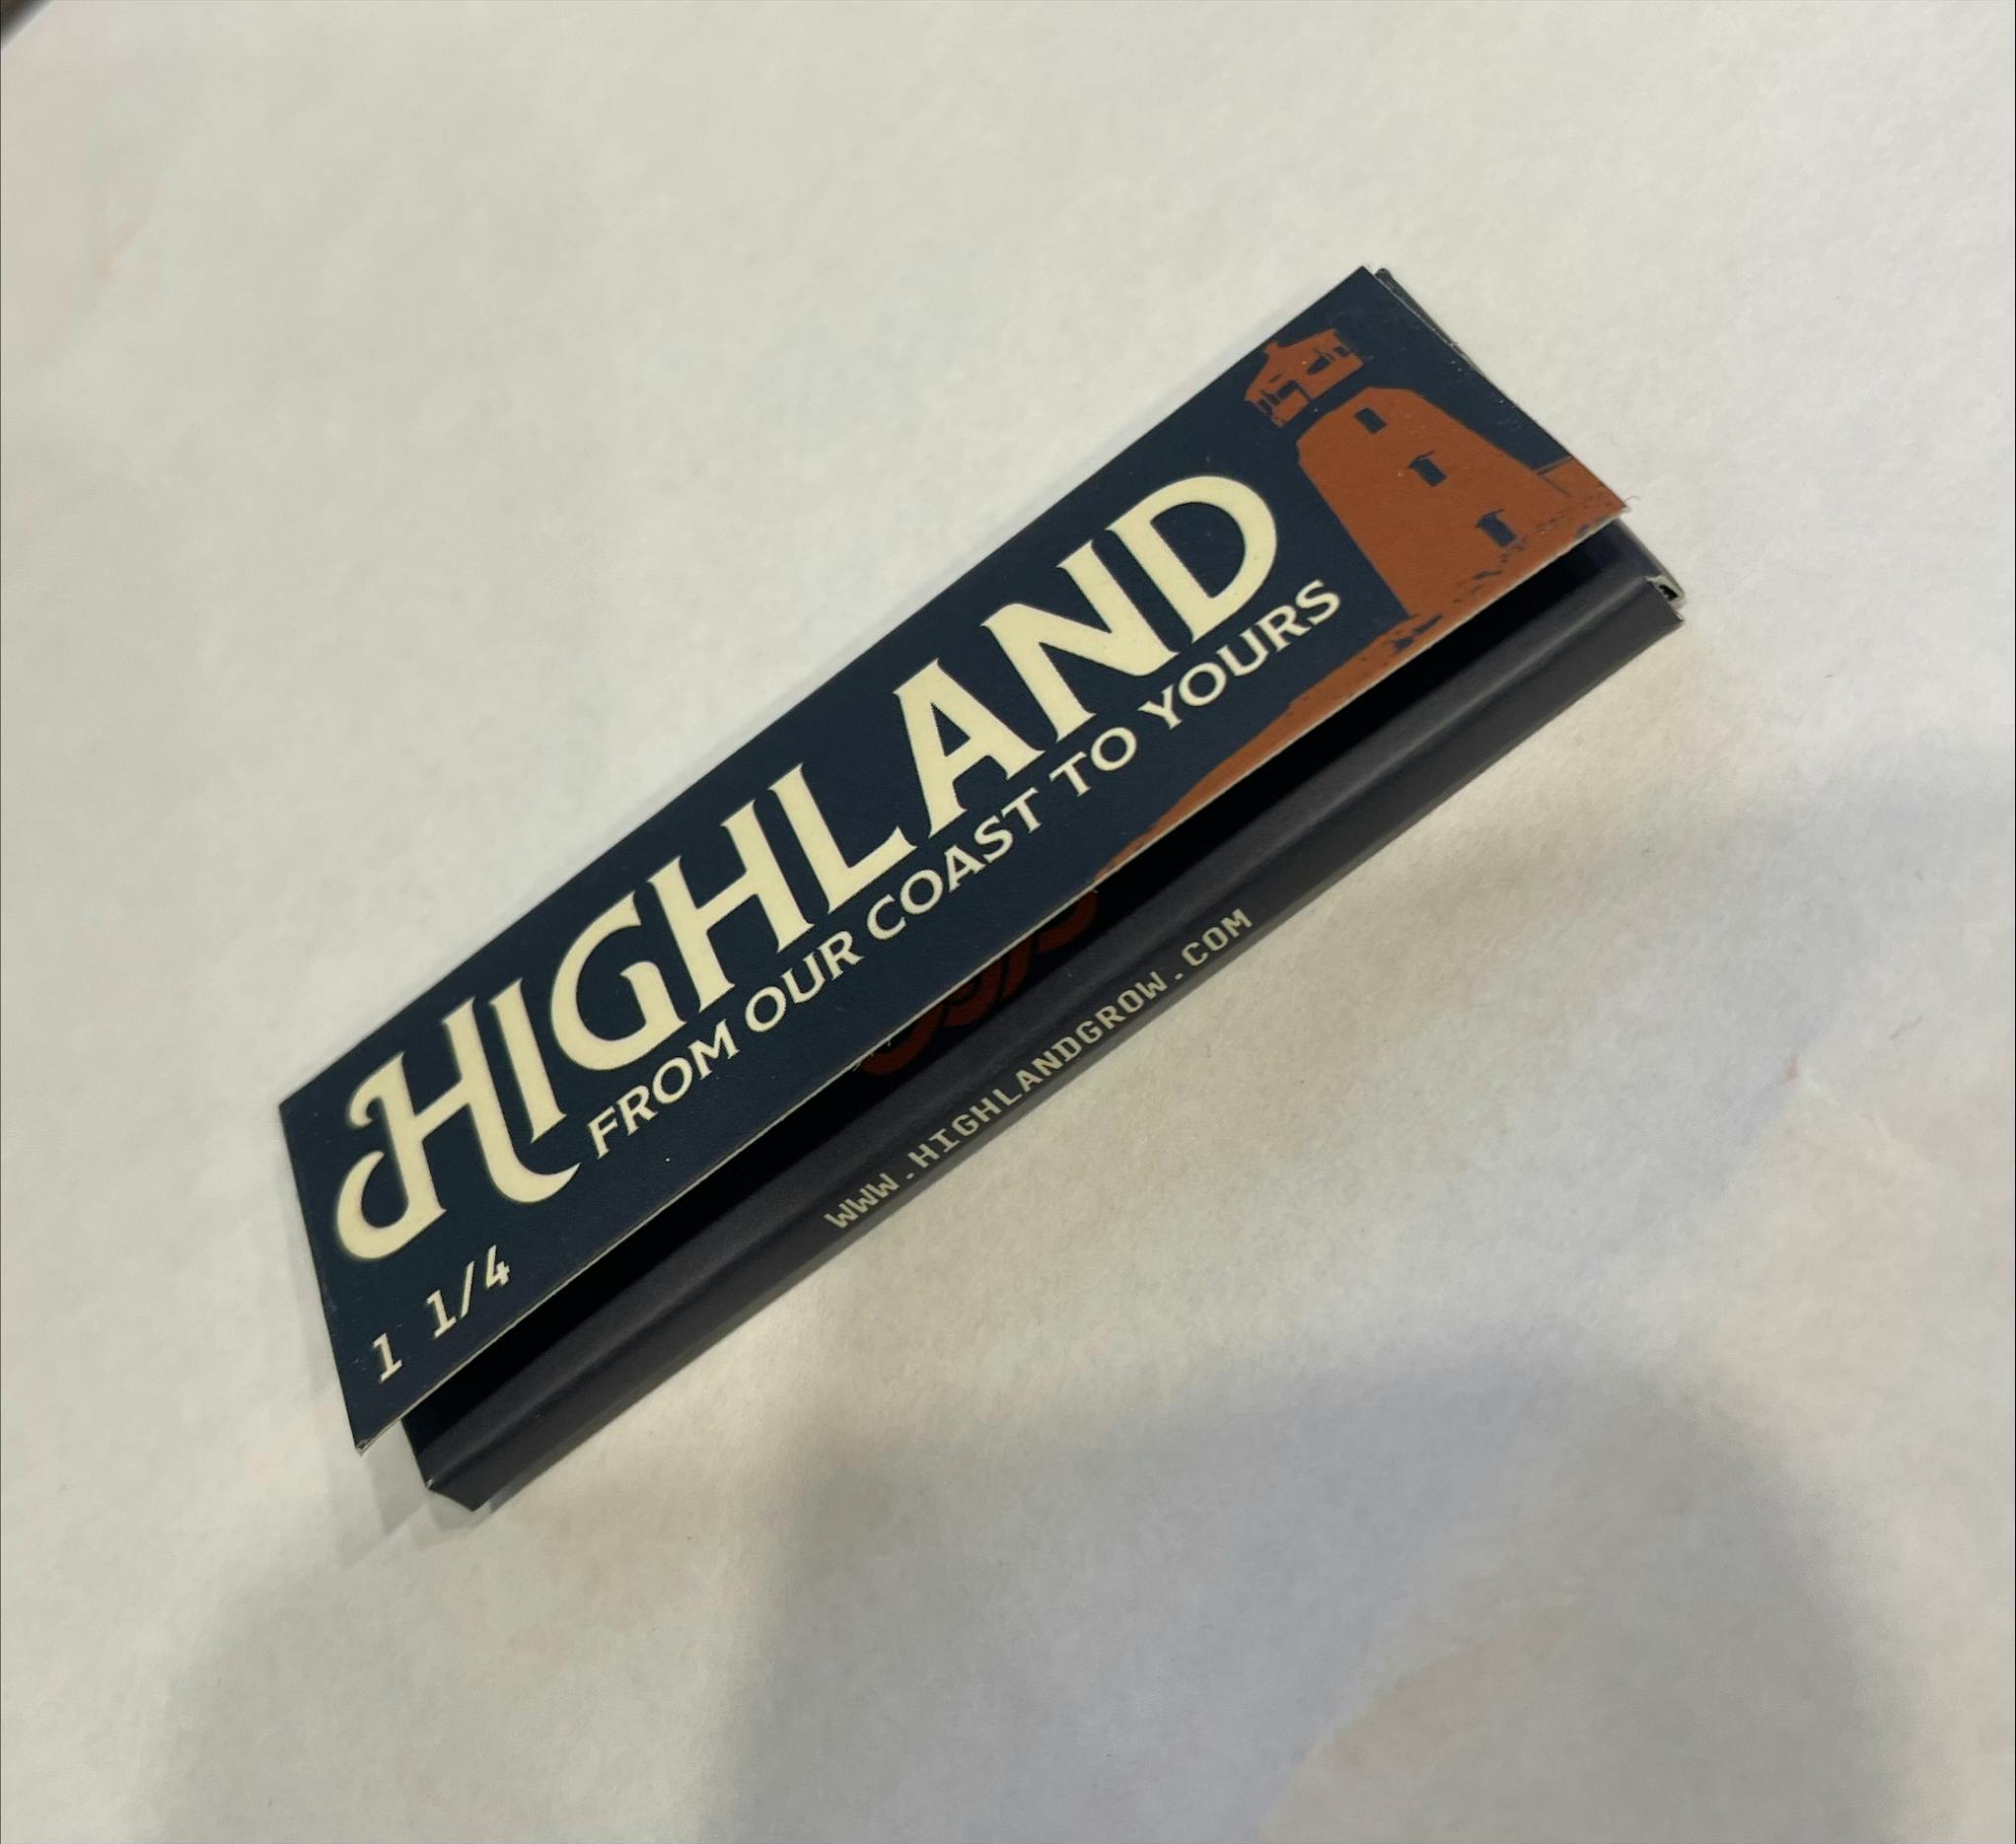 HIGHLAND
FROM OUR COAST TO YOURS
1 1/4
WWW.HIGHLANDGROW.COM